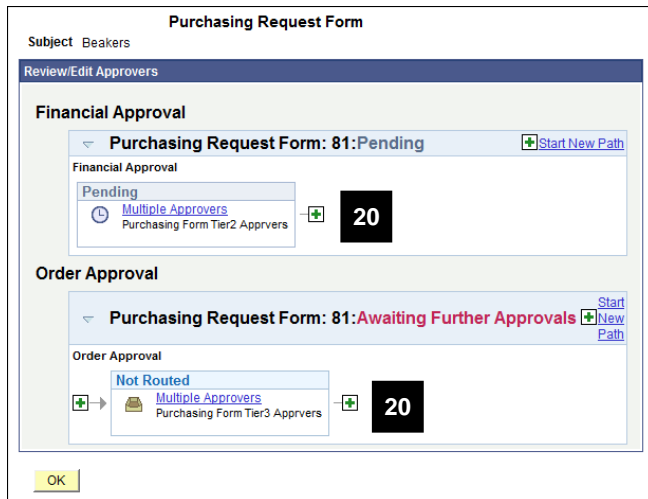 Purchasing Request Form
Subject Beakers
Review/Edit Approvers
Financial Approval
Purchasing Request Form: 81:Pending Start New Path
Financial Approval
Pending
Multiple Approvers
Purchasing Form Tier2 Apprvers
20
Order Approval
Purchasing Request Form: 81:Awaiting Further Approvals Start New Path
Order Approval
Not Routed
Multiple Approvers
Purchasing Form Tier3 Apprvers
20
OK